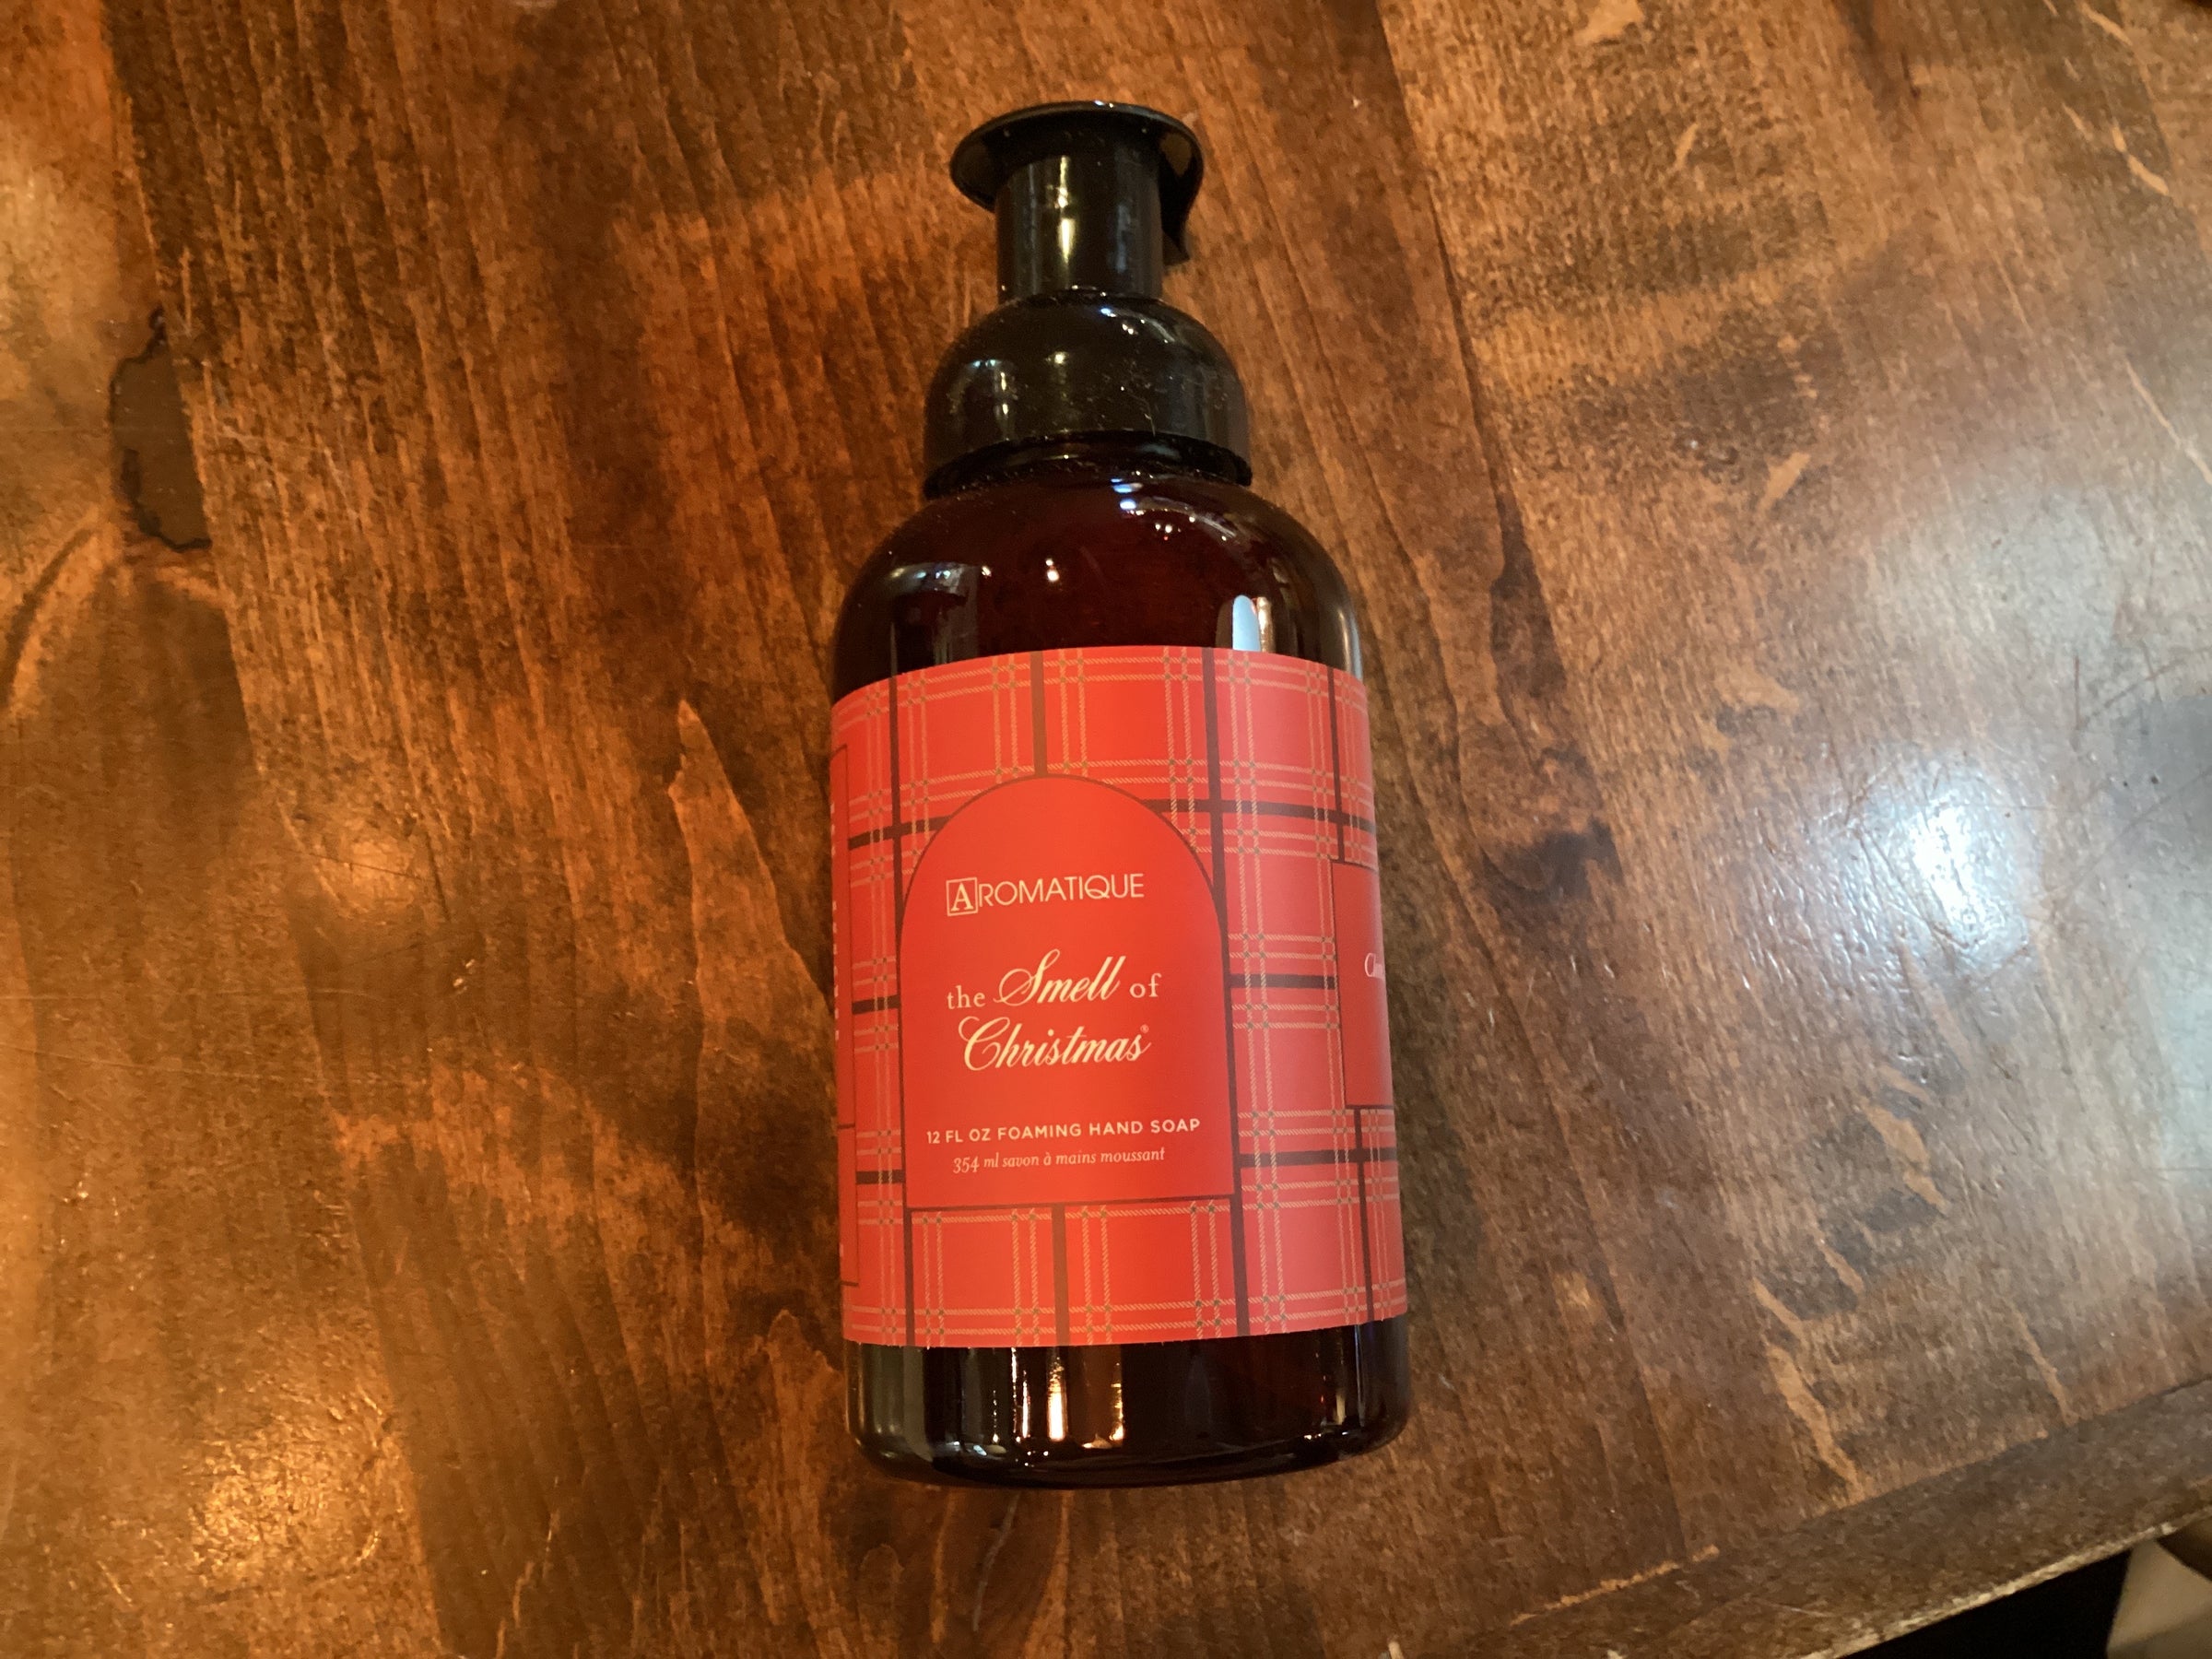 AROMATIQUE
the Smell of
Christmas®
12 FL OZ FOAMING HAND SOAP
354 ml savon à mains moussant